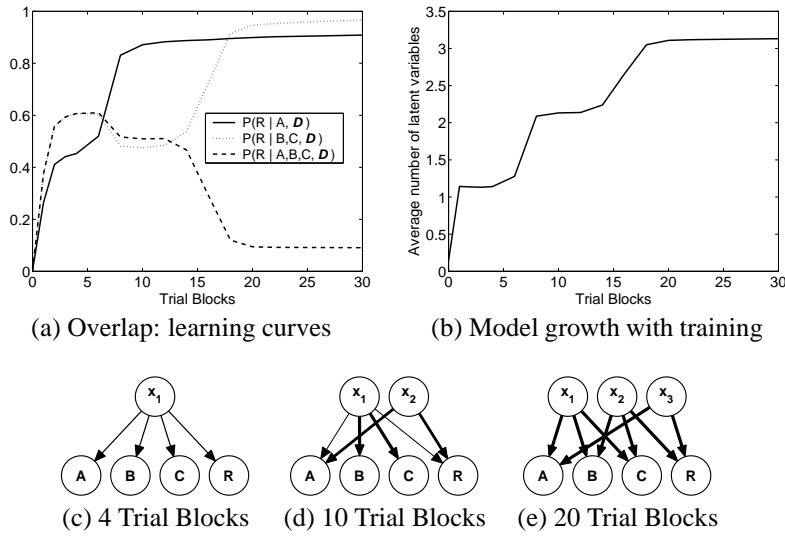 1
0.8
0.6
0.4
0.2
0
0 5 10 15 20 25 30
Trial Blocks
P(R | A, D )
P(R | B,C, D )
P(R | A,B,C, D )
(a) Overlap: learning curves
3.5
3
2.5
2
1.5
1
0.5
0
0 5 10 15 20 25 30
Average number of latent variables
Trial Blocks
(b) Model growth with training
x1
A B C R
(c) 4 Trial Blocks
x1 x2
A B C R
(d) 10 Trial Blocks
x1 x2 x3
A B C R
(e) 20 Trial Blocks